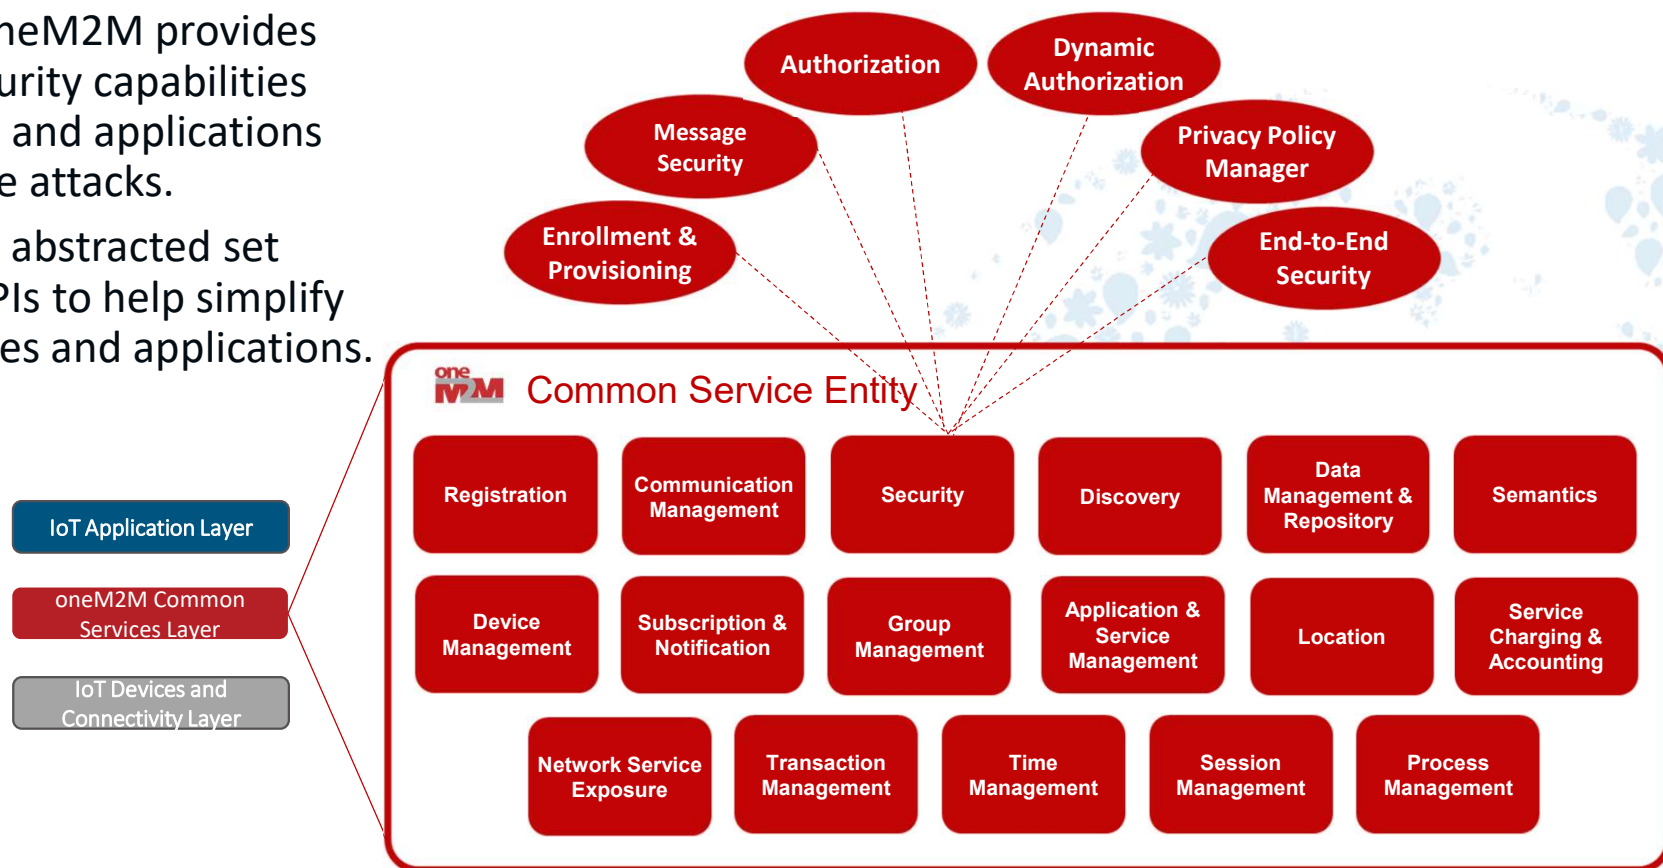 neM2M provides
urity capabilities
and applications
e attacks.
abstracted set
PIs to help simplify
es and applications.
Authorization
Dynamic
Authorization
Message
Security
Privacy Policy
Manager
Enrollment &
Provisioning
End-to-End
Security
one
M2M
Common Service Entity
Registration
Communication
Management
Security
Discovery
Data
Management &
Repository
Semantics
Device
Management
Subscription &
Notification
Group
Management
Application &
Service
Management
Location
Service
Charging &
Accounting
Network Service
Exposure
Transaction
Management
Time
Management
Session
Management
Process
Management
IoT Application Layer
oneM2M Common
Services Layer
IoT Devices and
Connectivity Layer